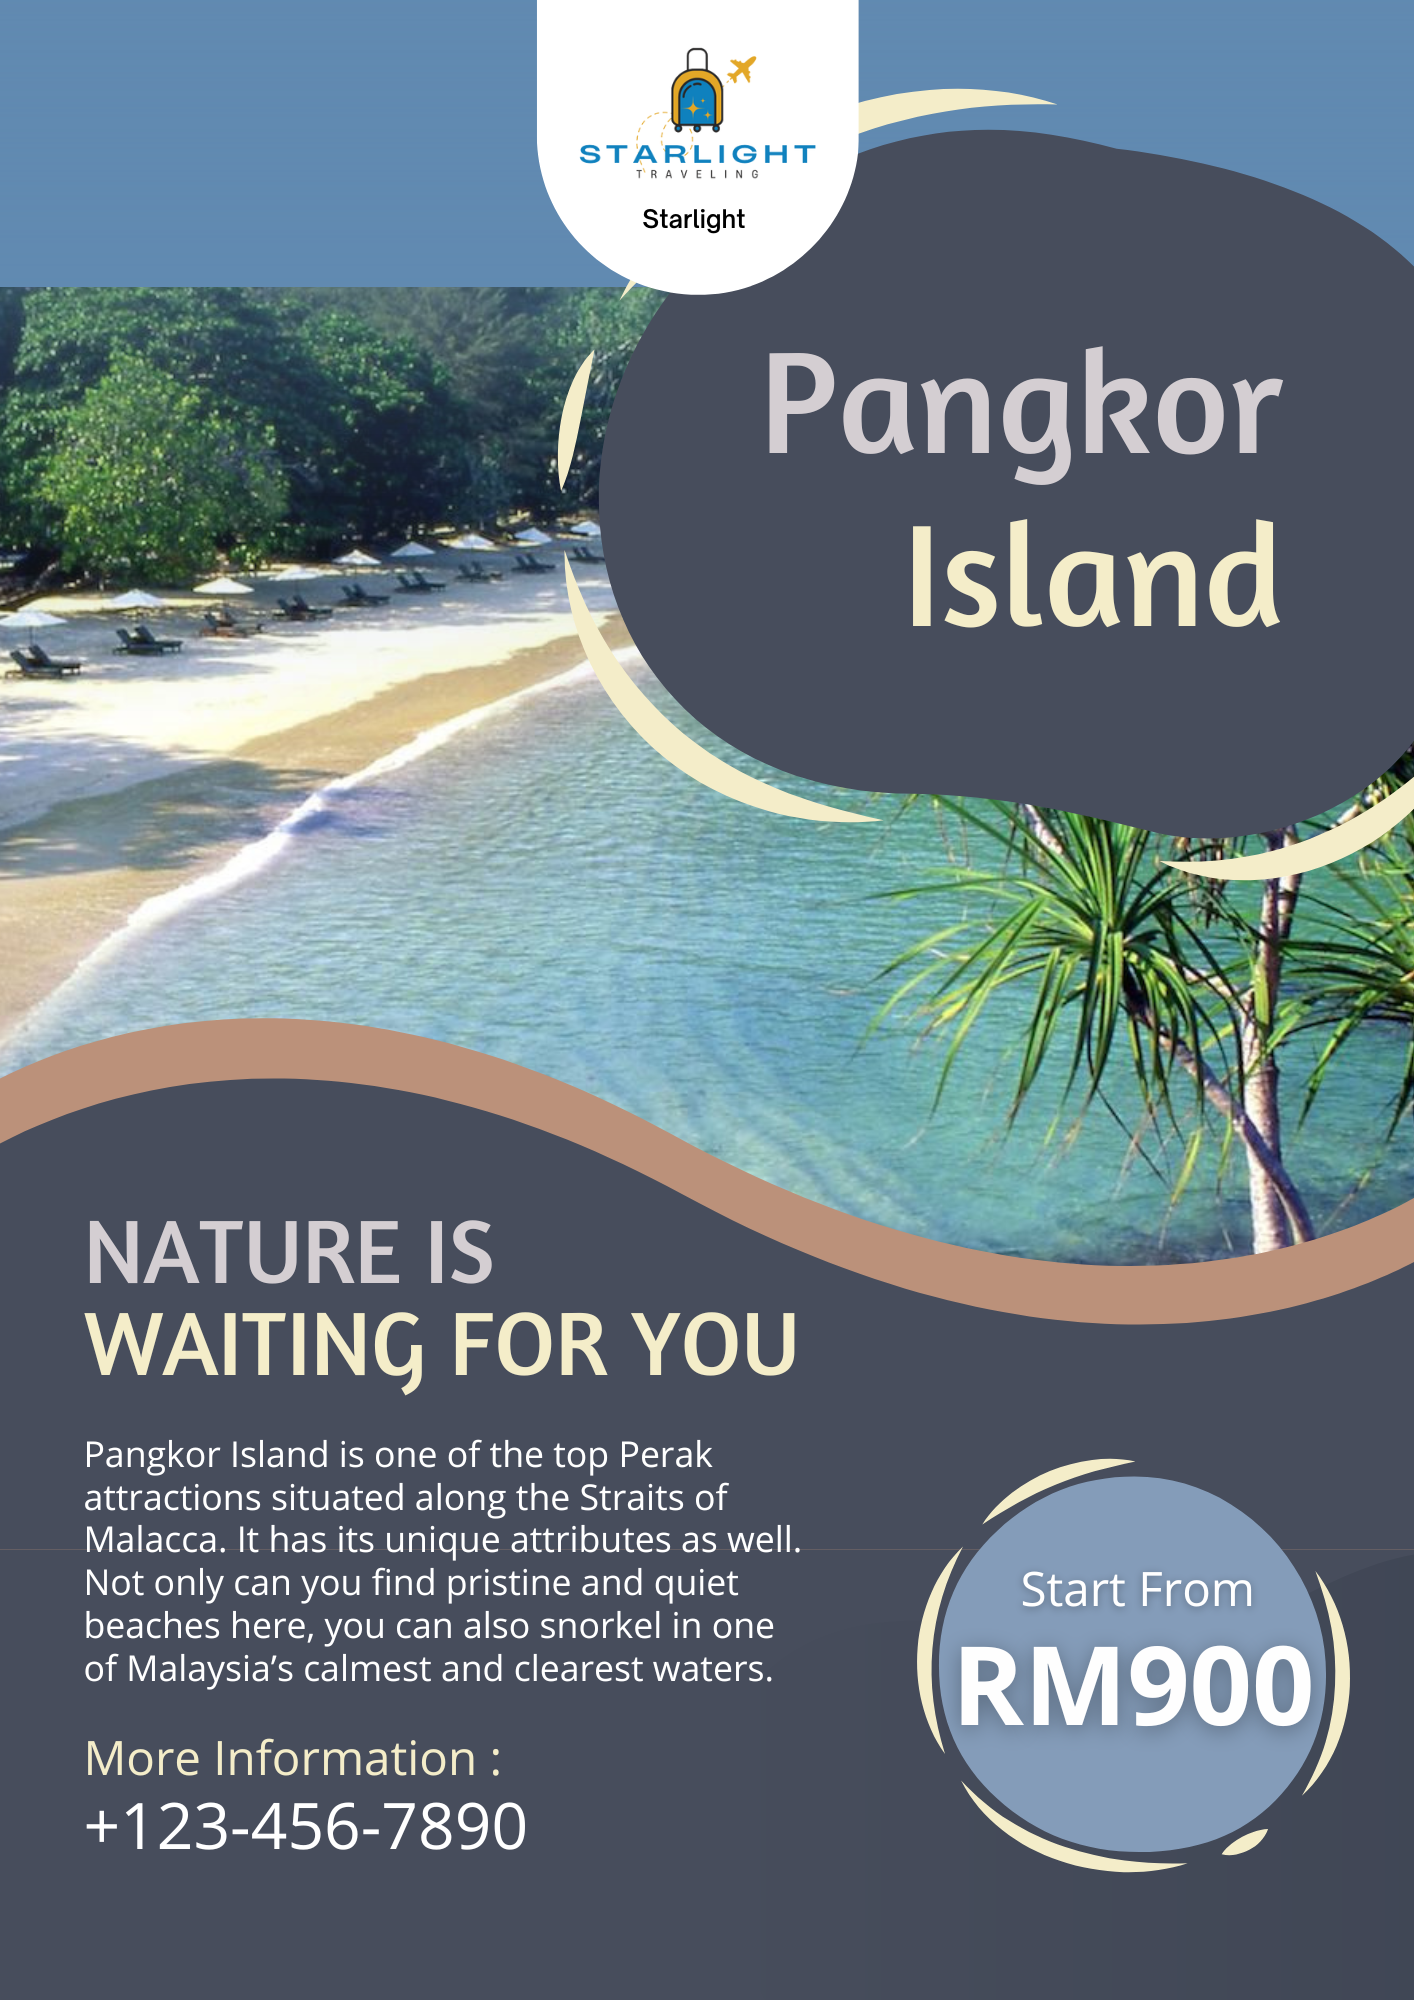 STARLIGHT
TRAVELING
Starlight
Pangkor
Island
NATURE IS
WAITING FOR YOU
Pangkor Island is one of the top Perak
attractions situated along the Straits of
Malacca. It has its unique attributes as well.
Not only can you find pristine and quiet
beaches here, you can also snorkel in one
of Malaysia’s calmest and clearest waters.
Start From
RM900
More Information :
+123-456-7890